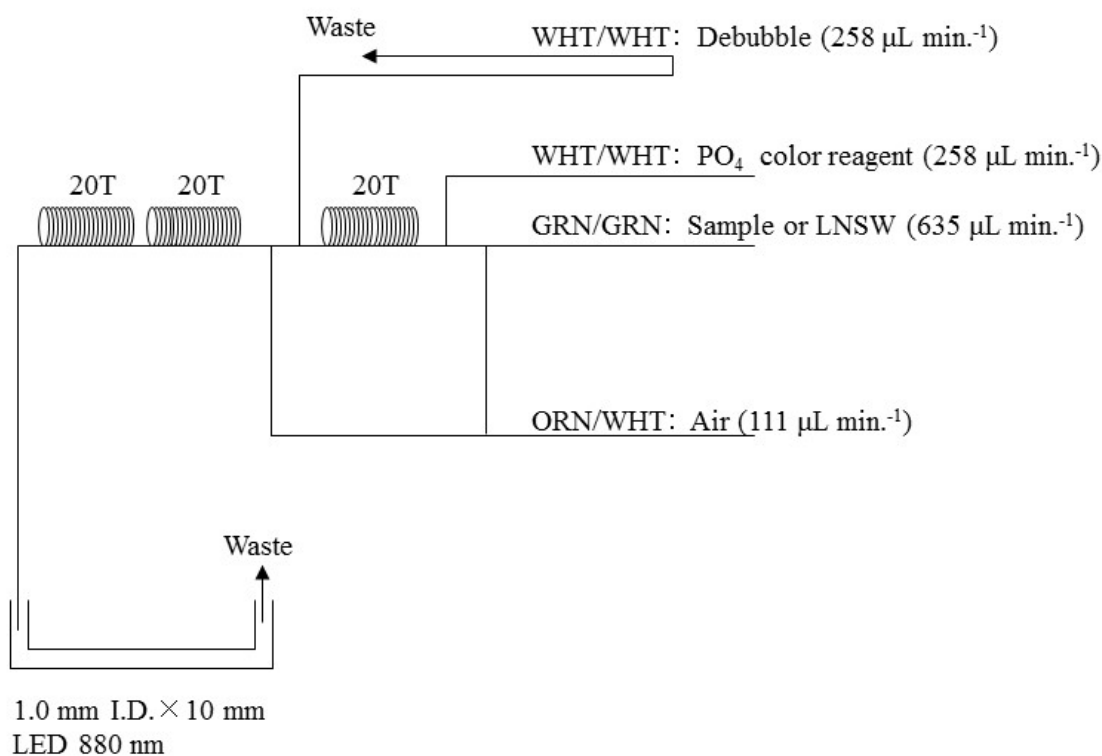 Waste
WHT/WHT: Debubble (258 μL min.⁻¹)
WHT/WHT: PO₄ color reagent (258 μL min.⁻¹)
20T 20T 20T
GRN/GRN: Sample or LNSW (635 μL min.⁻¹)
ORN/WHT: Air (111 μL min.⁻¹)
Waste
1.0 mm I.D.×10 mm
LED 880 nm